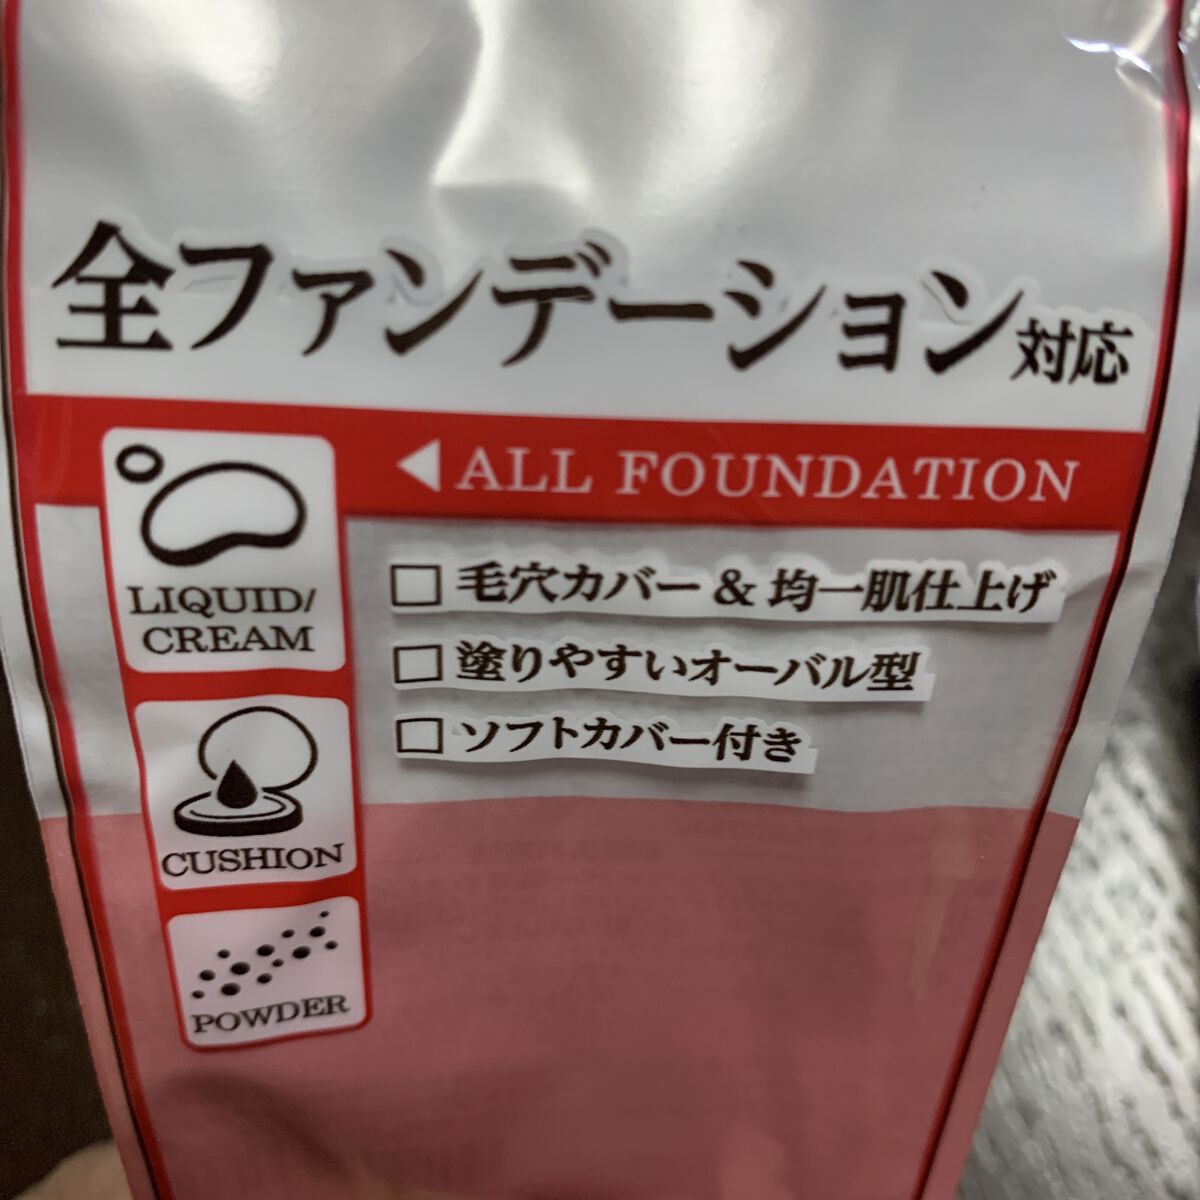 全ファンデーション対応
◀ALL FOUNDATION
LIQUID/
CREAM
□ 毛穴カバー & 均一肌仕上げ
□ 塗りやすいオーバル型
□ ソフトカバー付き
CUSHION
POWDER